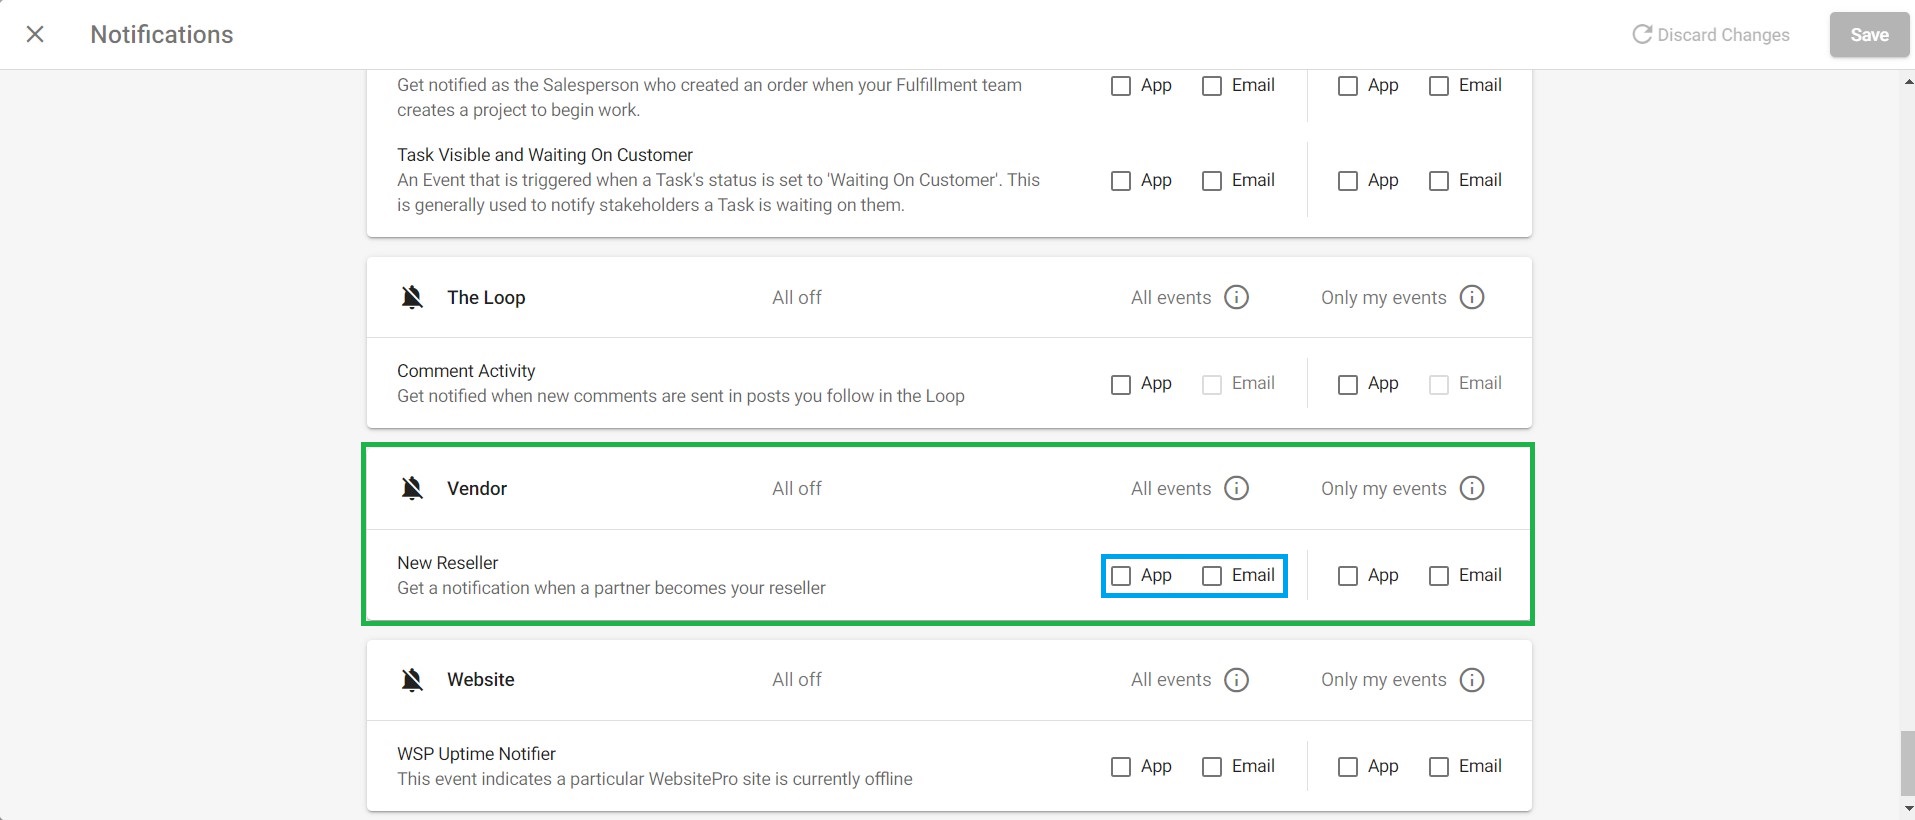 Notifications
Discard Changes
Save
Get notified as the Salesperson who created an order when your Fulfillment team
creates a project to begin work.
App Email App Email
Task Visible and Waiting On Customer
An Event that is triggered when a Task's status is set to 'Waiting On Customer'. This
is generally used to notify stakeholders a Task is waiting on them.
App Email App Email
The Loop All off All events Only my events
Comment Activity
Get notified when new comments are sent in posts you follow in the Loop
App Email App Email
Vendor All off All events Only my events
New Reseller
Get a notification when a partner becomes your reseller
App Email App Email
Website All off All events Only my events
WSP Uptime Notifier
This event indicates a particular WebsitePro site is currently offline
App Email App Email